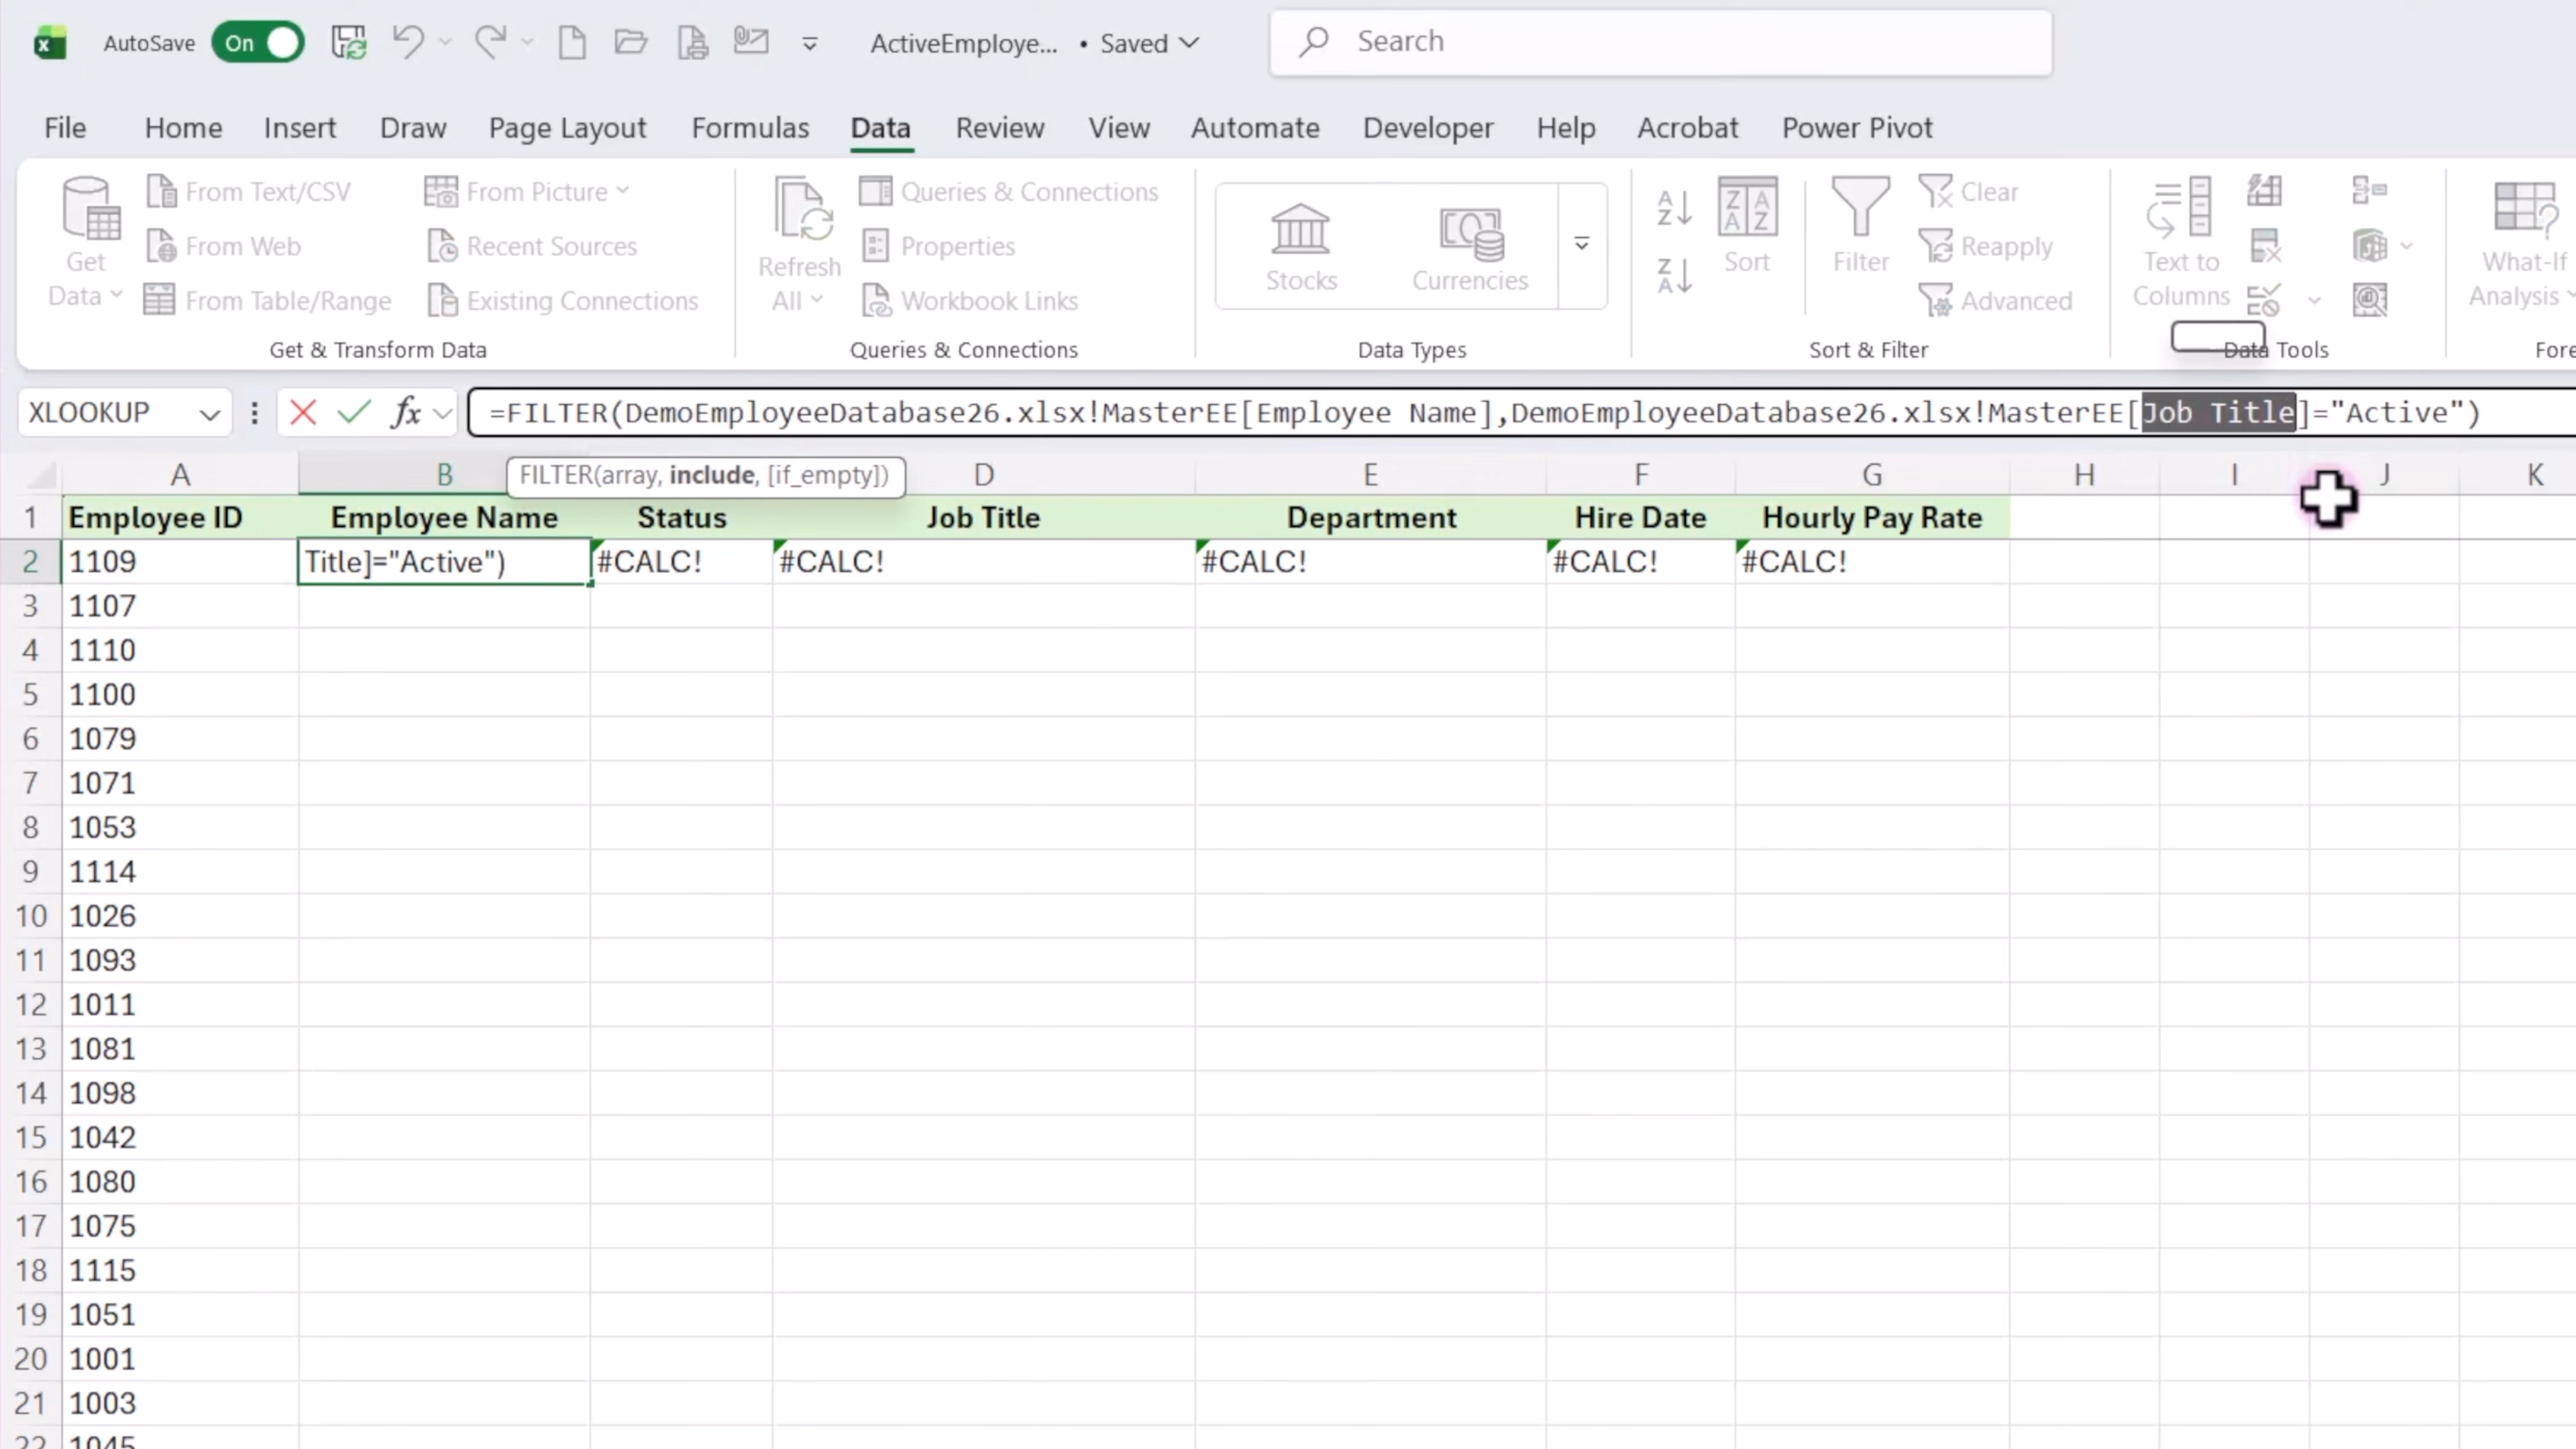 AutoSave On ActiveEmploye... • Saved Search
File Home Insert Draw Page Layout Formulas Data Review View Automate Developer Help Acrobat Power Pivot
Get Data
From Text/CSV
From Web
From Table/Range
From Picture
Recent Sources
Existing Connections
Get & Transform Data
Refresh All
Queries & Connections
Properties
Workbook Links
Queries & Connections
Stocks
Currencies
Data Types
Sort
Filter
Clear
Reapply
Advanced
Sort & Filter
Text to Columns
Data Tools
What-If
Analysis
Fore
XLOOKUP fx =FILTER(DemoEmployeeDatabase26.xlsx!MasterEE[Employee Name],DemoEmployeeDatabase26.xlsx!MasterEE[Job Title]="Active")
FILTER(array, include, [if_empty])
A B D E F G H I J K
1 Employee ID Employee Name Status Job Title Department Hire Date Hourly Pay Rate
2 1109 Title]="Active") #CALC! #CALC! #CALC! #CALC! #CALC!
3 1107
4 1110
5 1100
6 1079
7 1071
8 1053
9 1114
10 1026
11 1093
12 1011
13 1081
14 1098
15 1042
16 1080
17 1075
18 1115
19 1051
20 1001
21 1003
22 1045